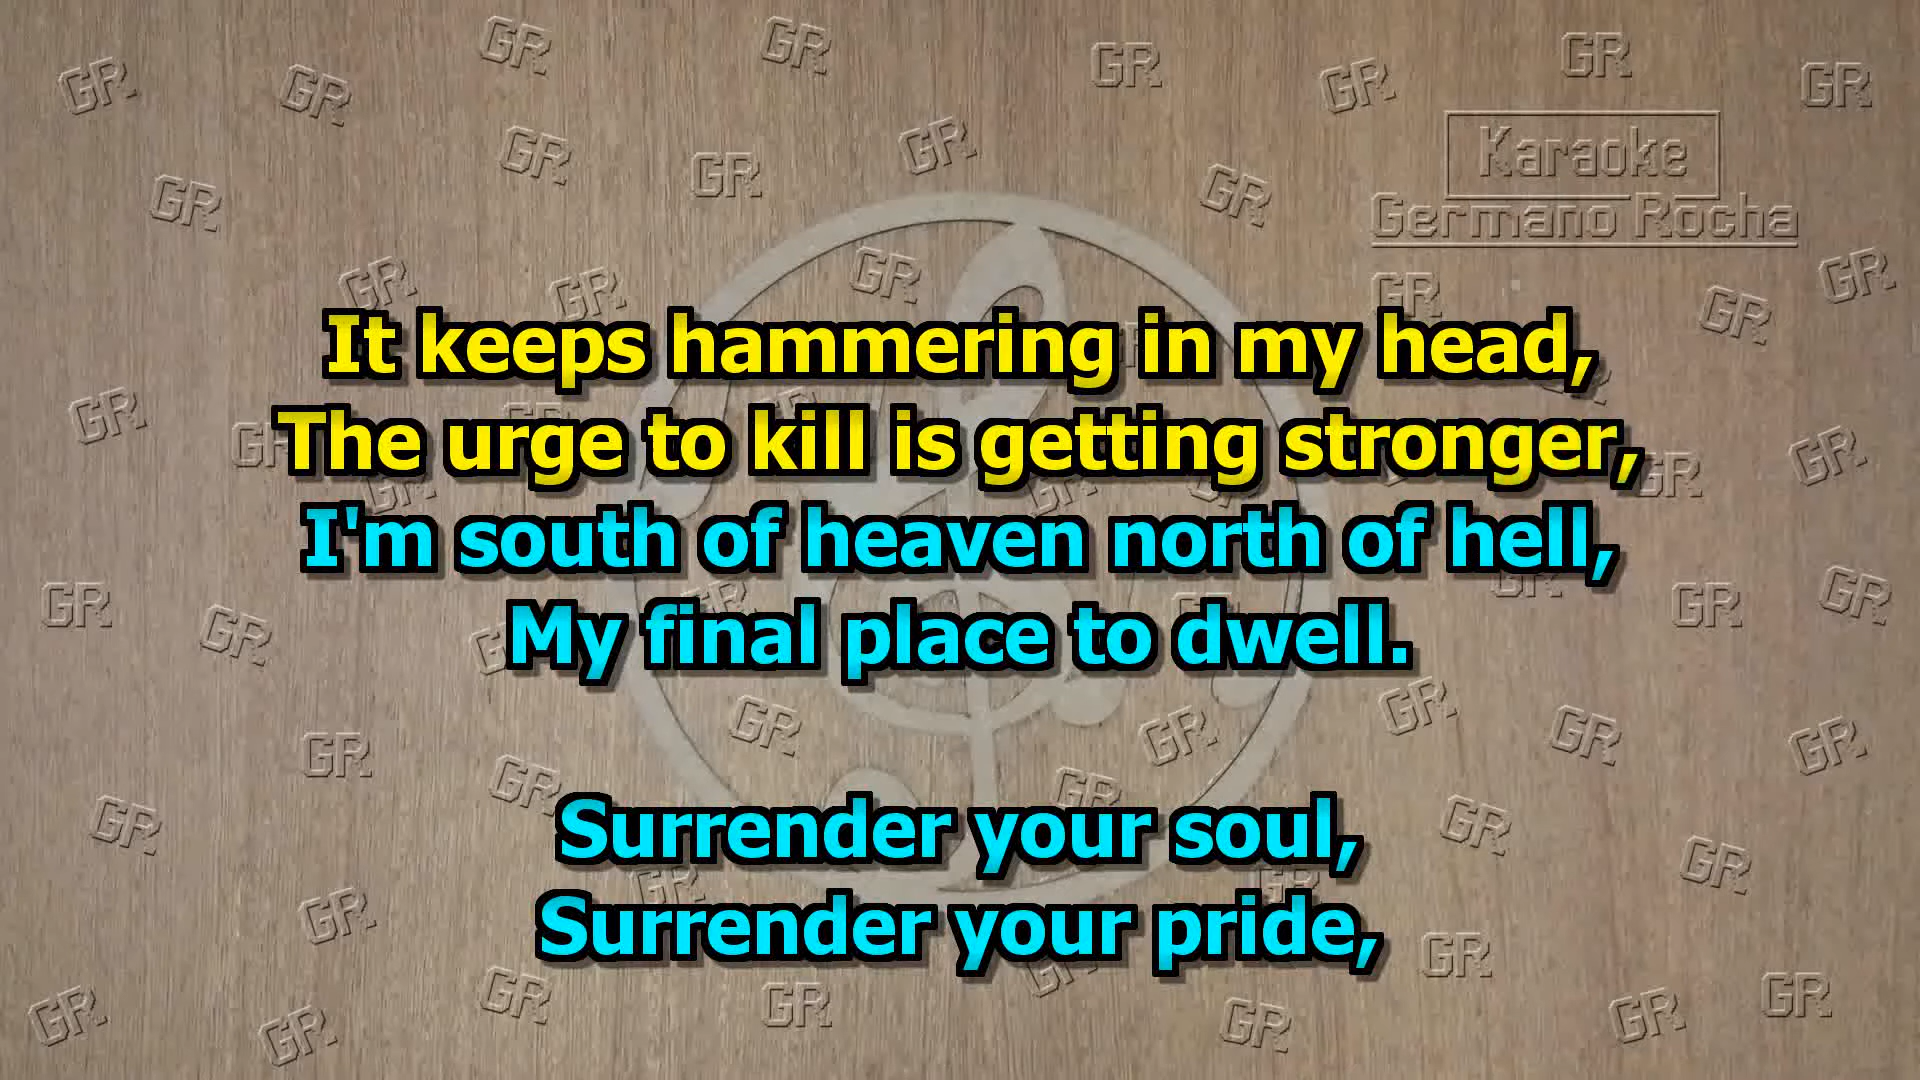 Karaoke
Germano Rocha
It keeps hammering in my head,
The urge to kill is getting stronger,
I'm south of heaven north of hell,
My final place to dwell.
Surrender your soul,
Surrender your pride,
GR